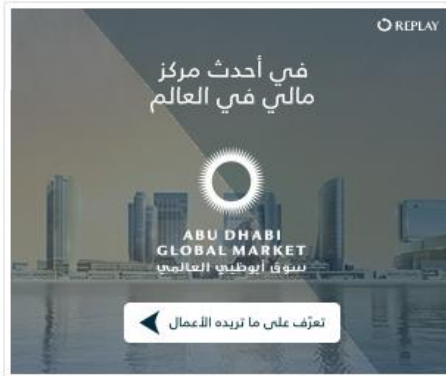 REPLAY
في أحدث مركز
مالي في العالم
ABU DHABI
GLOBAL MARKET
سوق أبوظبي العالمي
تعرّف على ما تريده الأعمال